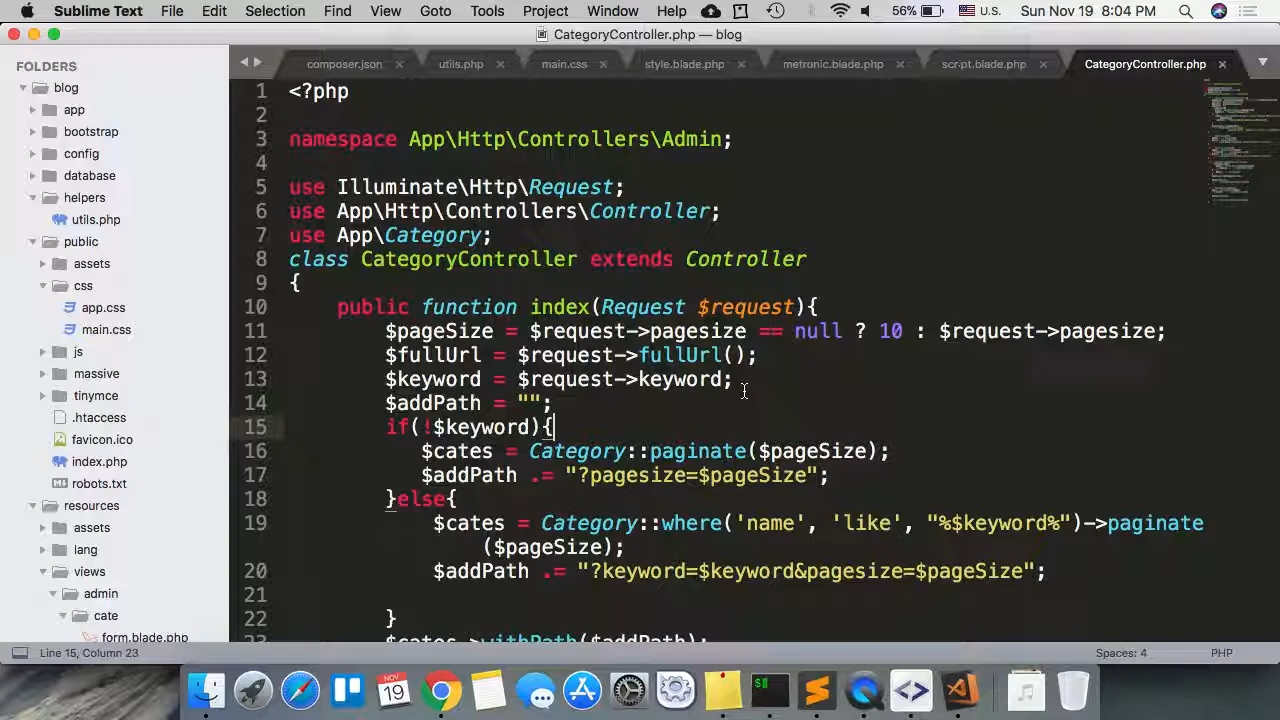 Sublime Text File Edit Selection Find View Goto Tools Project Window Help 56% U.S. Sun Nov 19 8:04 PM
CategoryController.php — blog
FOLDERS
composer.json utils.php main.css style.blade.php metronic.blade.php script.blade.php CategoryController.php
blog
app
bootstrap
config
database
helpers
utils.php
public
assets
css
app.css
main.css
js
massive
tinymce
.htaccess
favicon.ico
index.php
robots.txt
resources
assets
lang
views
admin
cate
form.blade.php
1 <?php
2
3 namespace App\Http\Controllers\Admin;
4
5 use Illuminate\Http\Request;
6 use App\Http\Controllers\Controller;
7 use App\Category;
8 class CategoryController extends Controller
9 {
10 public function index(Request $request){
11 $pageSize = $request->pagesize == null ? 10 : $request->pagesize;
12 $fullUrl = $request->fullUrl();
13 $keyword = $request->keyword;
14 $addPath = "";
15 if(!$keyword){
16 $cates = Category::paginate($pageSize);
17 $addPath .= "?pagesize=$pageSize";
18 }else{
19 $cates = Category::where('name', 'like', "%$keyword%")->paginate
($pageSize);
20 $addPath .= "?keyword=$keyword&pagesize=$pageSize";
21
22 }
23 $cates->withPath($addPath);
Line 15, Column 23 Spaces: 4 PHP
NOV
19